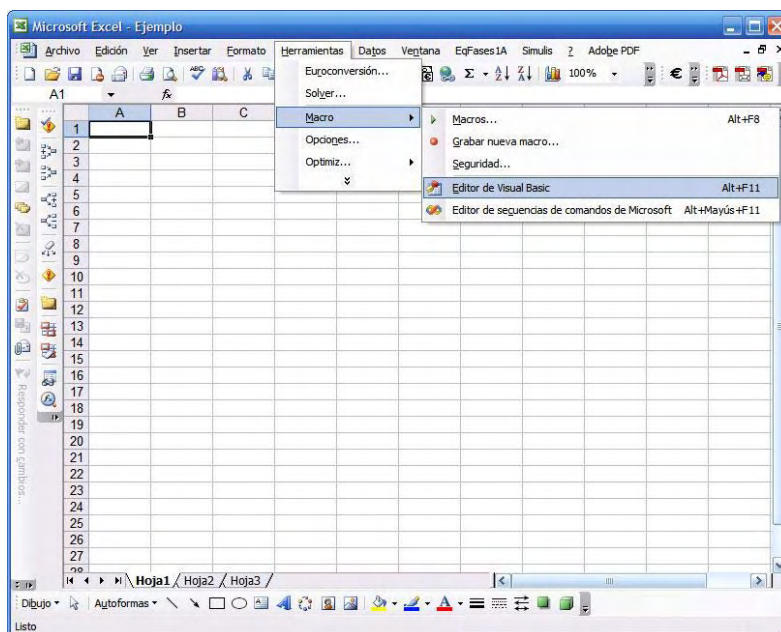 Microsoft Excel - Ejemplo
Archivo Edición Ver Insertar Formato Herramientas Datos Ventana EqFases1A Simulis ? Adobe PDF
Euroconversión...
Solver...
Macro
Opciones...
Optimiz...
Macros... Alt+F8
Grabar nueva macro...
Seguridad...
Editor de Visual Basic Alt+F11
Editor de secuencias de comandos de Microsoft Alt+Mayús+F11
100%
A1 fx
A B C
1
2
3
4
5
6
7
8
9
10
11
12
13
14
15
16
17
18
19
20
21
22
23
24
25
26
27
28
Responder con cambios...
Hoja1 Hoja2 Hoja3
Dibujo Autoformas
Listo